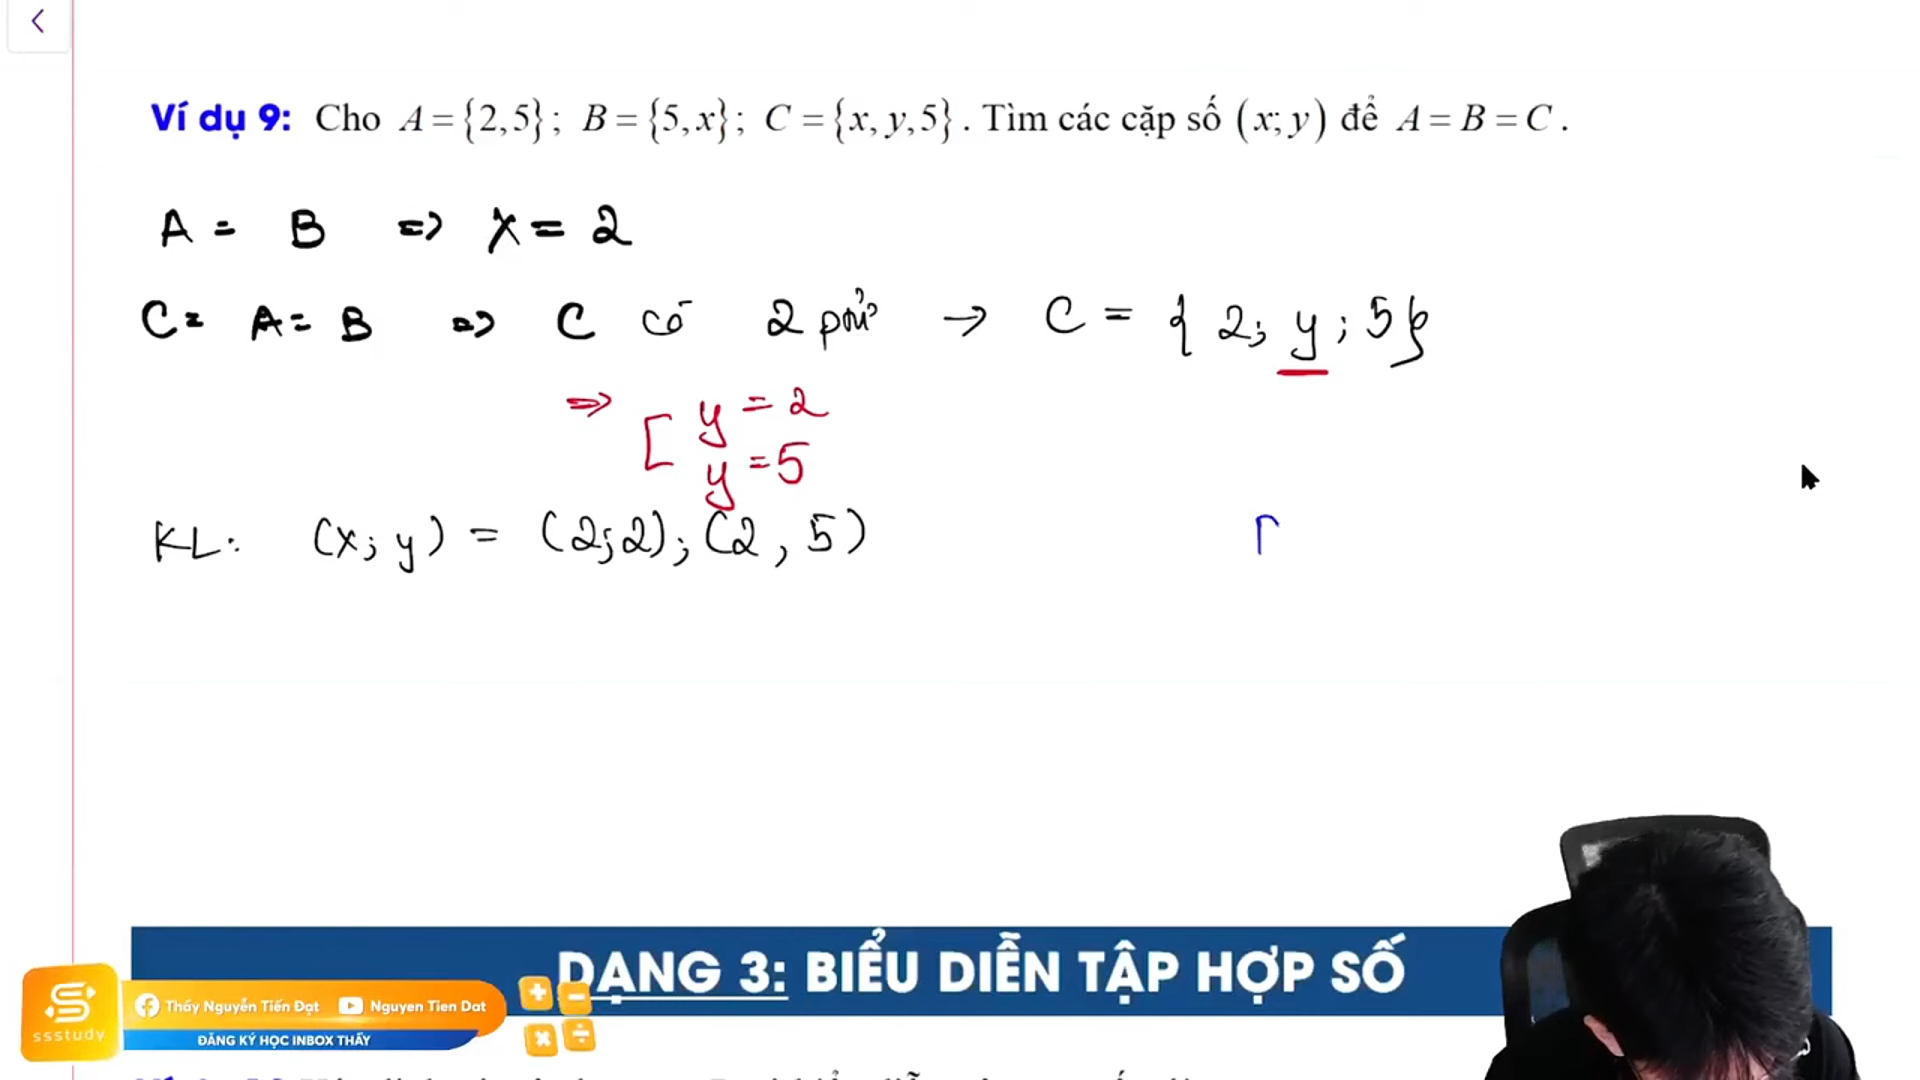 Ví dụ 9: Cho A = {2,5}; B = {5, x}; C = {x, y, 5}. Tìm các cặp số (x; y) để A = B = C.
A = B => x = 2
C = A = B => C có 2 ptử → C = { 2; y; 5}
=> [ y = 2
y = 5
KL: (x; y) = (2; 2); (2, 5)
DẠNG 3: BIỂU DIỄN TẬP HỢP SỐ
Thầy Nguyễn Tiến Đạt Nguyen Tien Dat
ssstudy
ĐĂNG KÝ HỌC INBOX THẦY